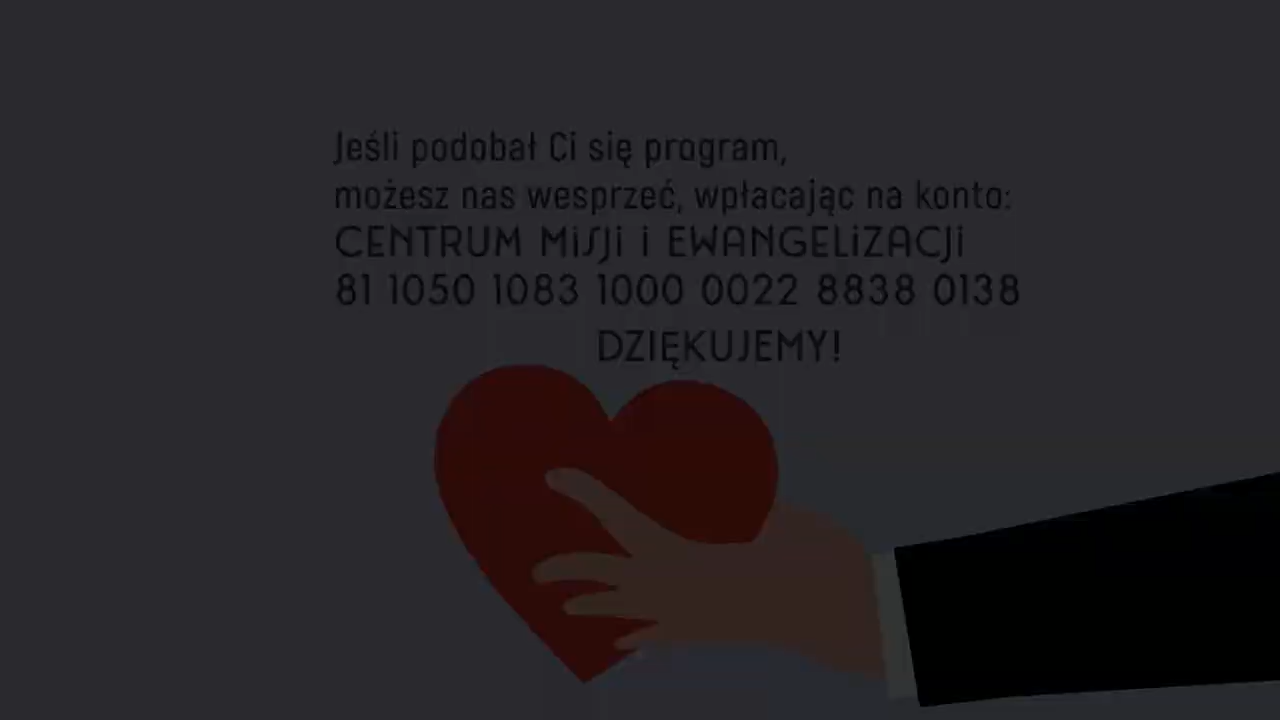 Jeśli podobał Ci się program,
możesz nas wesprzeć, wpłacając na konto:
CENTRUM MiSJi i EWANGELiZACJi
81 1050 1083 1000 0022 8838 0138
DZIĘKUJEMY!